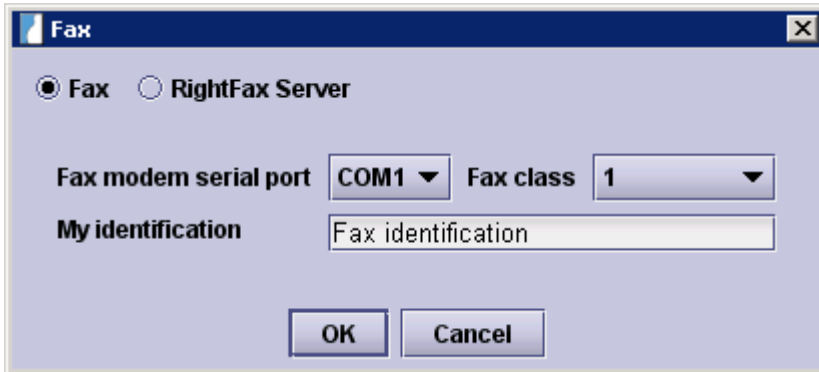 Fax
Fax RightFax Server
Fax modem serial port COM1 Fax class 1
My identification Fax identification
OK Cancel